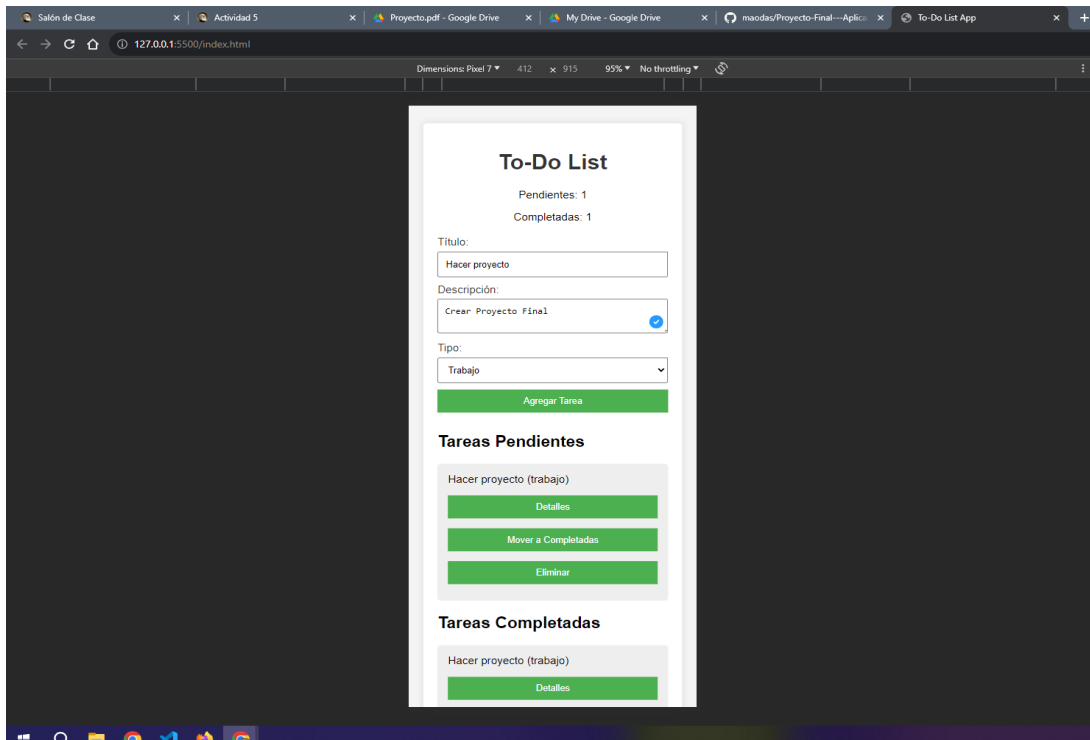 Salón de Clase
Actividad 5
Proyecto.pdf - Google Drive
My Drive - Google Drive
maodas/Proyecto-Final---Aplica
To-Do List App
127.0.0.1:5500/index.html
Dimensions: Pixel 7 412 x 915 95% No throttling
To-Do List
Pendientes: 1
Completadas: 1
Título:
Hacer proyecto
Descripción:
Crear Proyecto Final
Tipo:
Trabajo
Agregar Tarea
Tareas Pendientes
Hacer proyecto (trabajo)
Detalles
Mover a Completadas
Eliminar
Tareas Completadas
Hacer proyecto (trabajo)
Detalles